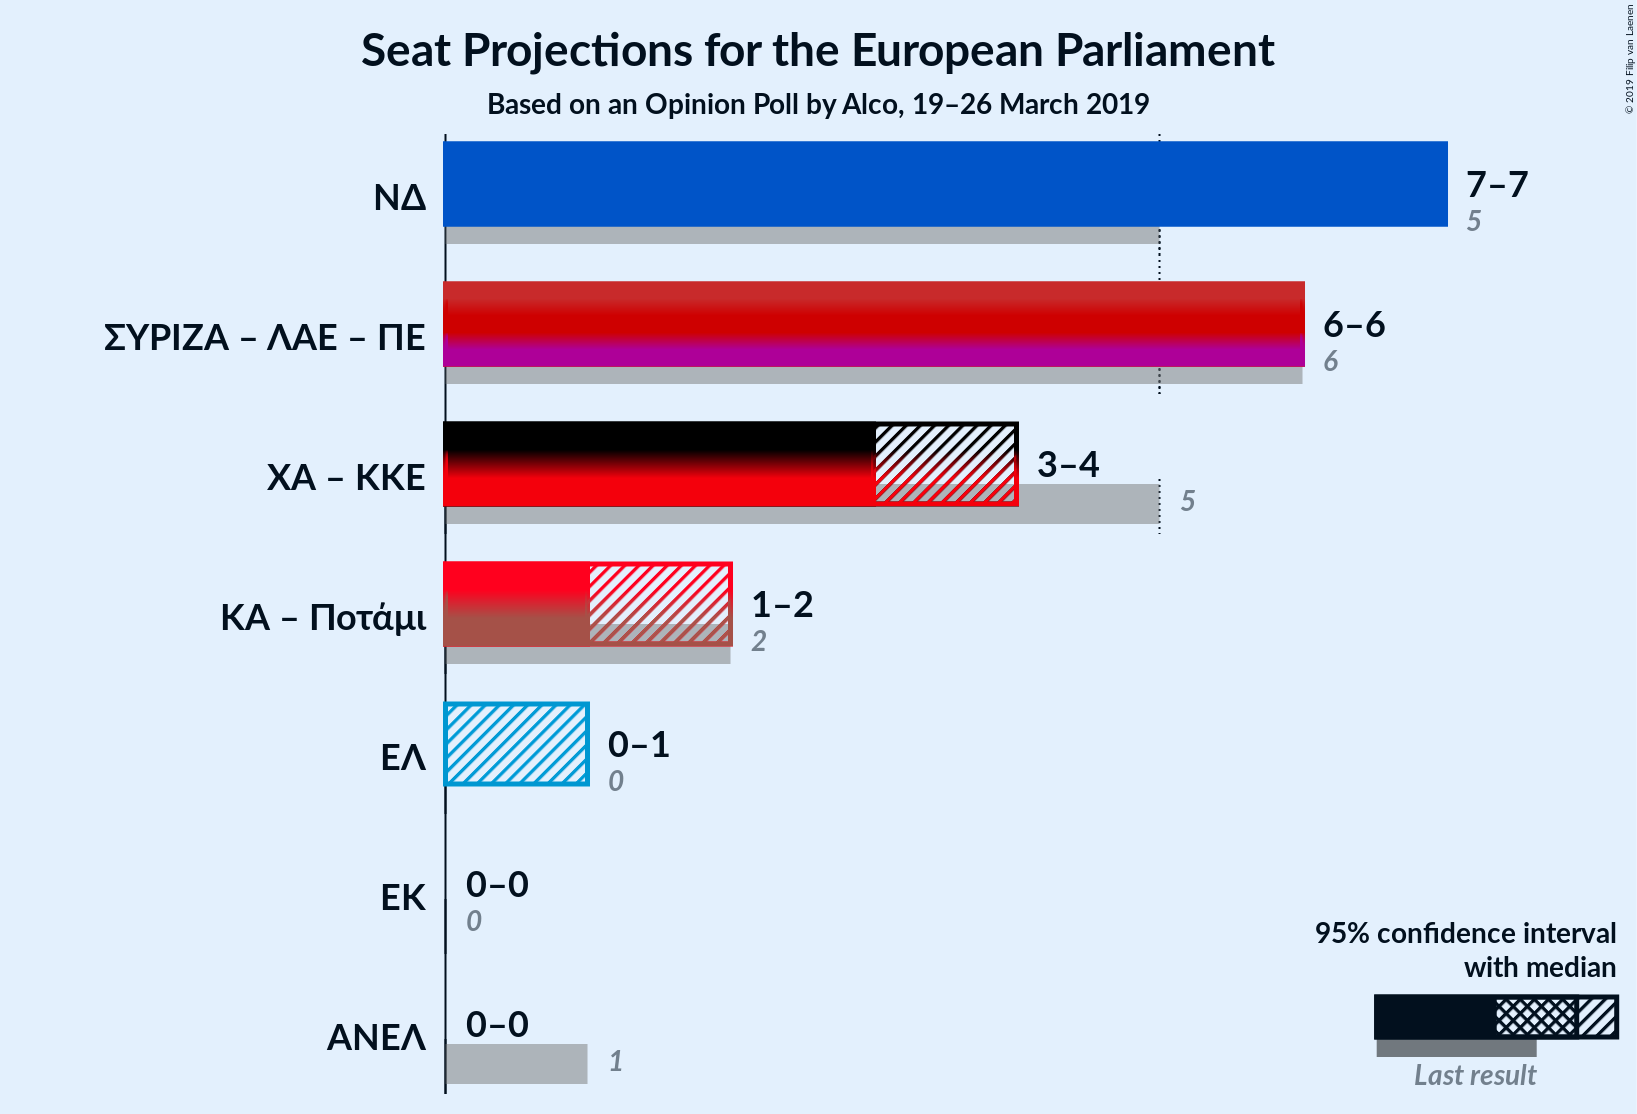 Seat Projections for the European Parliament
Based on an Opinion Poll by Alco, 19–26 March 2019
© 2019 Filip van Laenen
ΝΔ
7–7
5
ΣΥΡΙΖΑ – ΛΑΕ – ΠΕ
6–6
6
ΧΑ – ΚΚΕ
3–4
5
ΚΑ – Ποτάμι
1–2
2
ΕΛ
0–1
0
ΕΚ
0–0
0
ΑΝΕΛ
0–0
1
95% confidence interval
with median
Last result